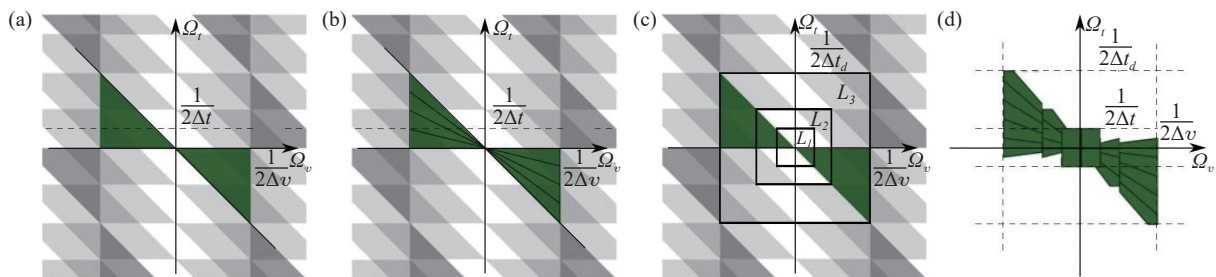 (a)
Ω_t
1/2Δt
Ω_v
1/2Δv
(b)
Ω_t
1/2Δt
Ω_v
1/2Δv
(c)
Ω_t
1/2Δt_d
L_3
L_2
L_1
Ω_v
1/2Δv
(d)
Ω_t
1/2Δt_d
1/2Δt
1/2Δv
Ω_v